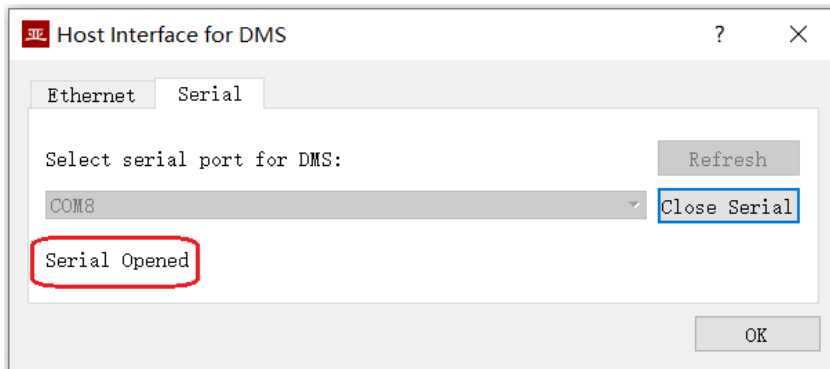 Host Interface for DMS
Ethernet
Serial
Select serial port for DMS:
Refresh
COM8
Close Serial
Serial Opened
OK